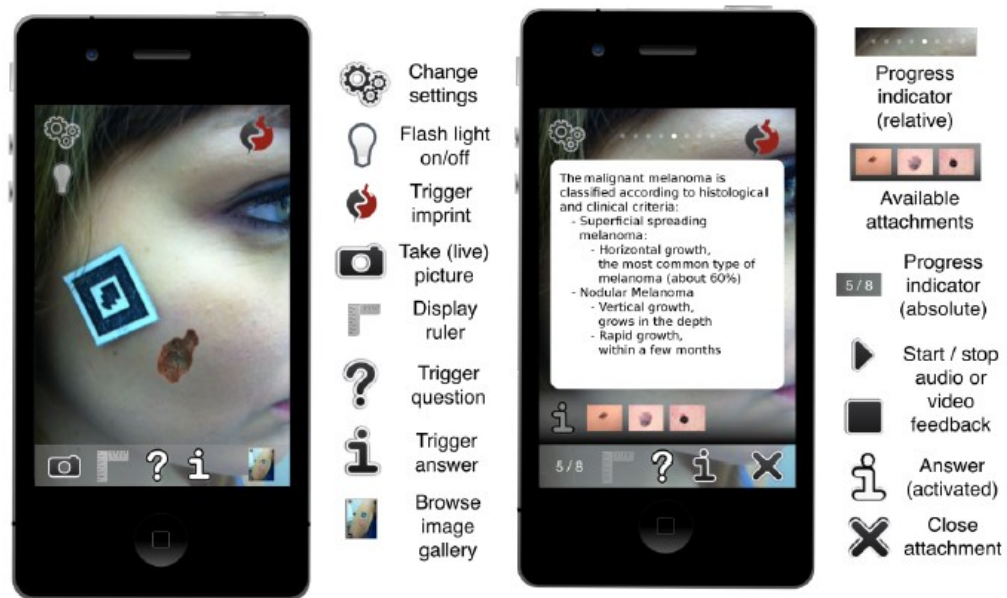 Change
settings
Flash light
on/off
Trigger
imprint
Take (live)
picture
Display
ruler
Trigger
question
Trigger
answer
Browse
image
gallery
The malignant melanoma is
classified according to histological
and clinical criteria:
- Superficial spreading
melanoma:
- Horizontal growth,
the most common type of
melanoma (about 60%)
- Nodular Melanoma
- Vertical growth,
grows in the depth
- Rapid growth,
within a few months
5 / 8
Progress
indicator
(relative)
Available
attachments
5 / 8
Progress
indicator
(absolute)
Start / stop
audio or
video
feedback
Answer
(activated)
Close
attachment